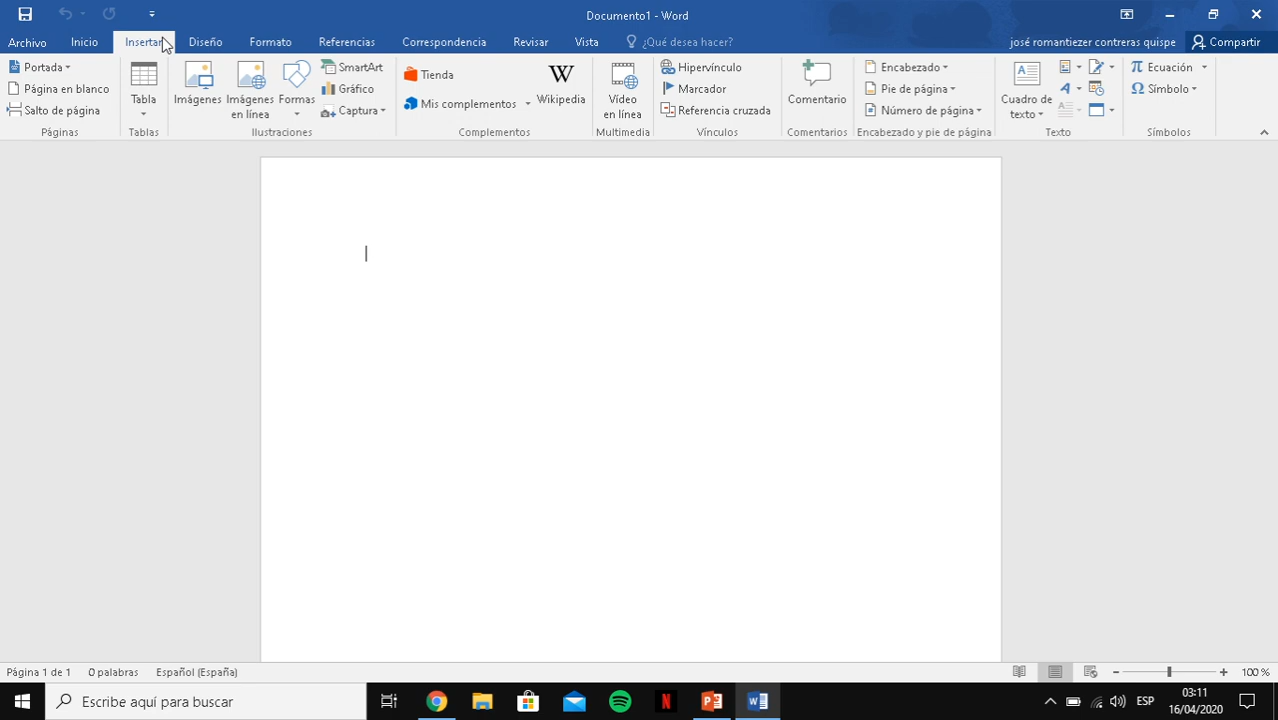 Documento1 - Word
Archivo Inicio Insertar Diseño Formato Referencias Correspondencia Revisar Vista ¿Qué desea hacer? josé romantiezer contreras quispe Compartir
Portada
Página en blanco
Salto de página
Páginas
Tabla
Tablas
Imágenes
Imágenes en línea
Formas
SmartArt
Gráfico
Captura
Ilustraciones
Tienda
Mis complementos
W
Wikipedia
Complementos
Vídeo en línea
Multimedia
Hipervínculo
Marcador
Referencia cruzada
Vínculos
Comentario
Comentarios
Encabezado
Pie de página
Número de página
Encabezado y pie de página
Cuadro de texto
Texto
π Ecuación
Ω Símbolo
Símbolos
Página 1 de 1 0 palabras Español (España) 100 %
Escribe aquí para buscar
ESP
03:11
16/04/2020